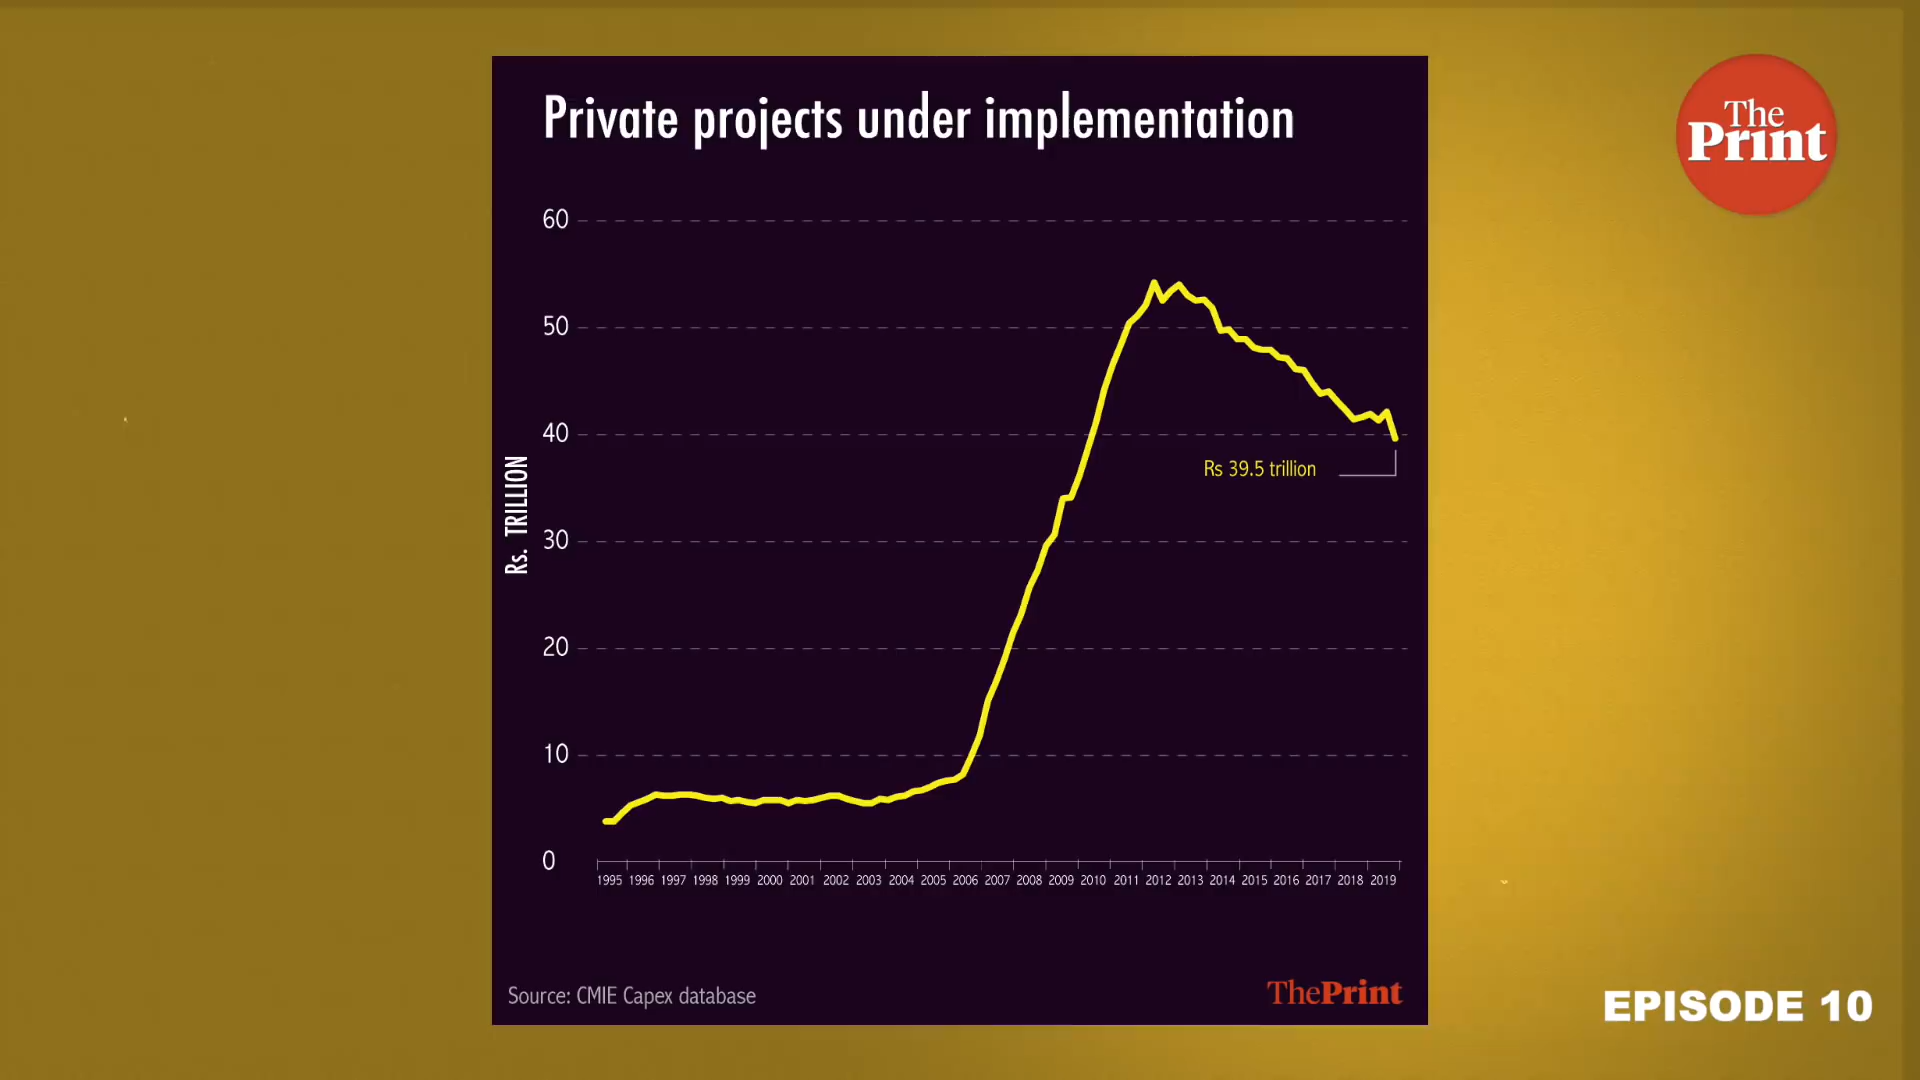 Private projects under implementation
The
Print
60
50
40
30
20
10
0
Rs. TRILLION
Rs 39.5 trillion
1995 1996 1997 1998 1999 2000 2001 2002 2003 2004 2005 2006 2007 2008 2009 2010 2011 2012 2013 2014 2015 2016 2017 2018 2019
Source: CMIE Capex database
ThePrint
EPISODE 10